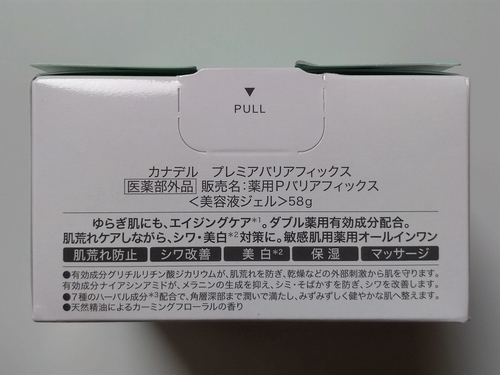 PULL
カナデル プレミアバリアフィックス
医薬部外品 販売名:薬用Pバリアフィックス
<美容液ジェル>58g
ゆらぎ肌にも、エイジングケア*1。ダブル薬用有効成分配合。
肌荒れケアしながら、シワ・美白*2対策に。敏感肌用薬用オールインワン
肌荒れ防止 シワ改善 美白*2 保湿 マッサージ
●有効成分グリチルリチン酸ジカリウムが、肌荒れを防ぎ、乾燥などの外部刺激から肌を守ります。
有効成分ナイアシンアミドが、メラニンの生成を抑え、シミ・そばかすを防ぎ、シワを改善します。
●7種のハーバル成分*3配合で、角層深部まで潤いで満たし、みずみずしく健やかな肌へ整えます。
●天然精油によるカーミングフローラルの香り